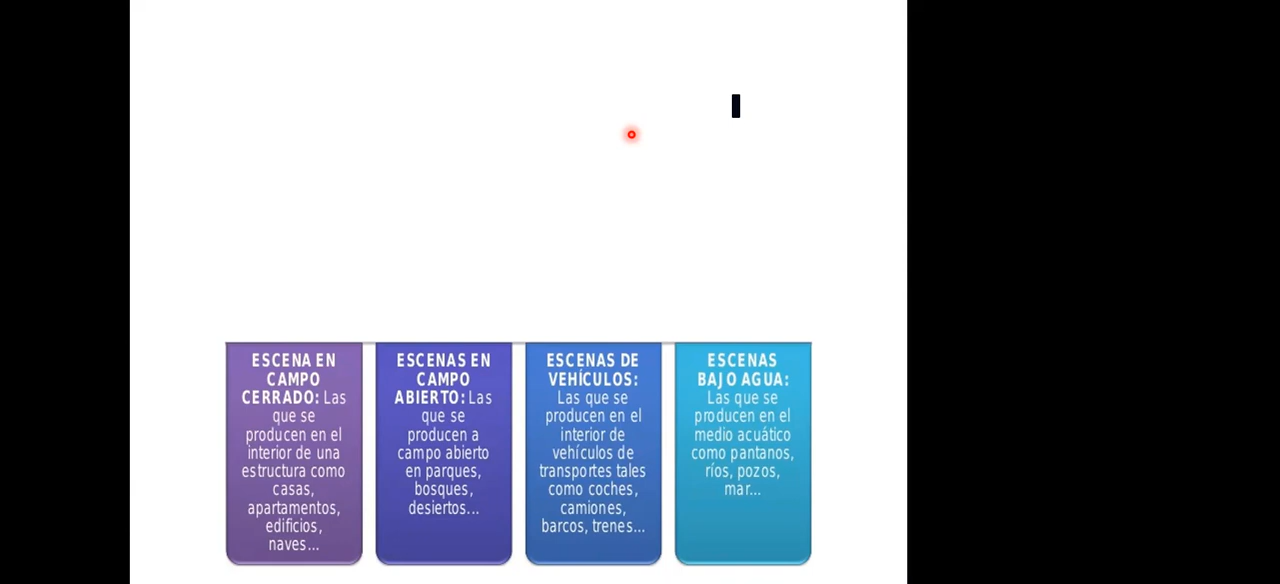 ESCENA EN
CAMPO
CERRADO: Las
que se
producen en el
interior de una
estructura como
casas,
apartamentos,
edificios,
naves...
ESCENAS EN
CAMPO
ABIERTO: Las
que se
producen a
campo abierto
en parques,
bosques,
desiertos...
ESCENAS DE
VEHÍCULOS:
Las que se
producen en el
interior de
vehículos de
transportes tales
como coches,
camiones,
barcos, trenes...
ESCENAS
BAJO AGUA:
Las que se
producen en el
medio acuático
como pantanos,
ríos, pozos,
mar...